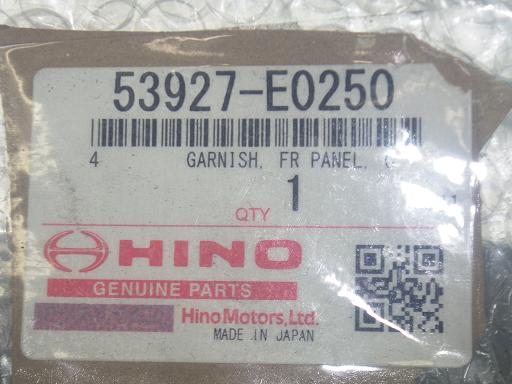 53927-E0250
4 GARNISH, FR PANEL,
1
QTY
HINO
GENUINE PARTS
Hino Motors, Ltd.
MADE IN JAPAN